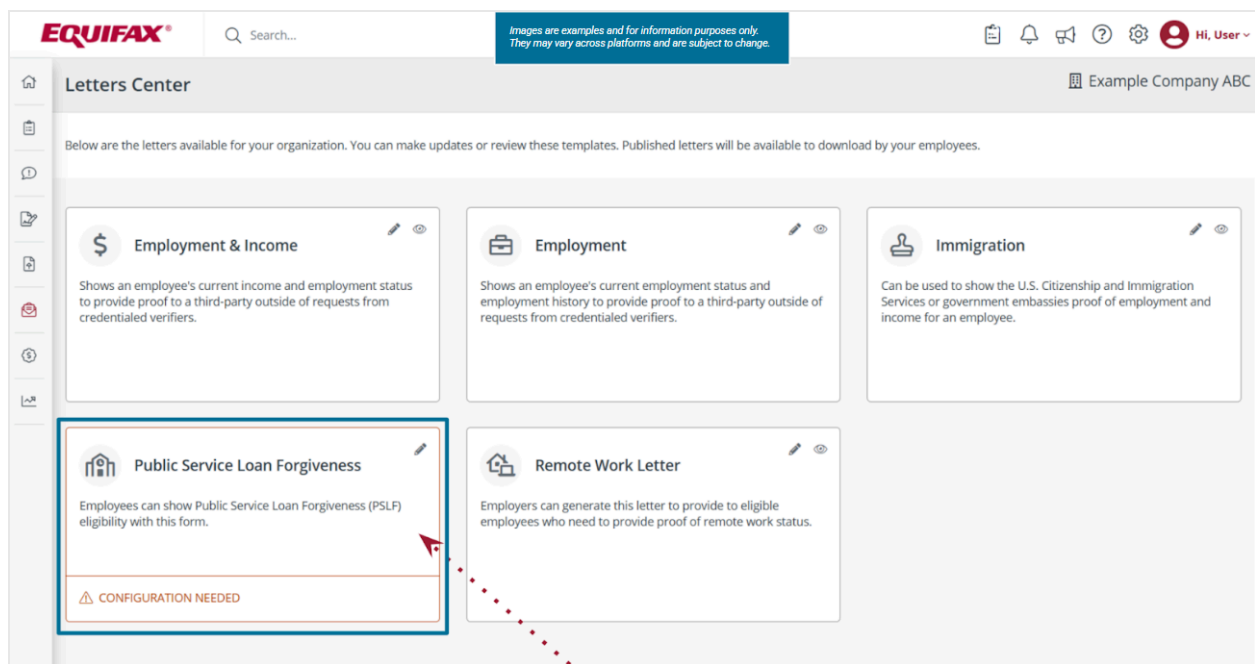 EQUIFAX®
Search...
Images are examples and for information purposes only.
They may vary across platforms and are subject to change.
Hi, User
Letters Center
Example Company ABC
Below are the letters available for your organization. You can make updates or review these templates. Published letters will be available to download by your employees.
$ Employment & Income
Shows an employee's current income and employment status
to provide proof to a third-party outside of requests from
credentialed verifiers.
Employment
Shows an employee's current employment status and
employment history to provide proof to a third-party outside of
requests from credentialed verifiers.
Immigration
Can be used to show the U.S. Citizenship and Immigration
Services or government embassies proof of employment and
income for an employee.
Public Service Loan Forgiveness
Employees can show Public Service Loan Forgiveness (PSLF)
eligibility with this form.
CONFIGURATION NEEDED
Remote Work Letter
Employers can generate this letter to provide to eligible
employees who need to provide proof of remote work status.